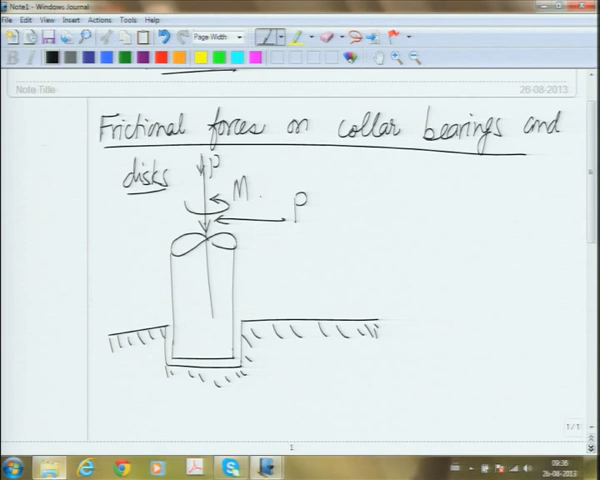 Note1 - Windows Journal
File Edit View Insert Actions Tools Help
Page Width
Note Title
26-08-2013
Frictional forces on collar bearings and
disks
P
M
P
1/1
1
09:36
26-08-2013